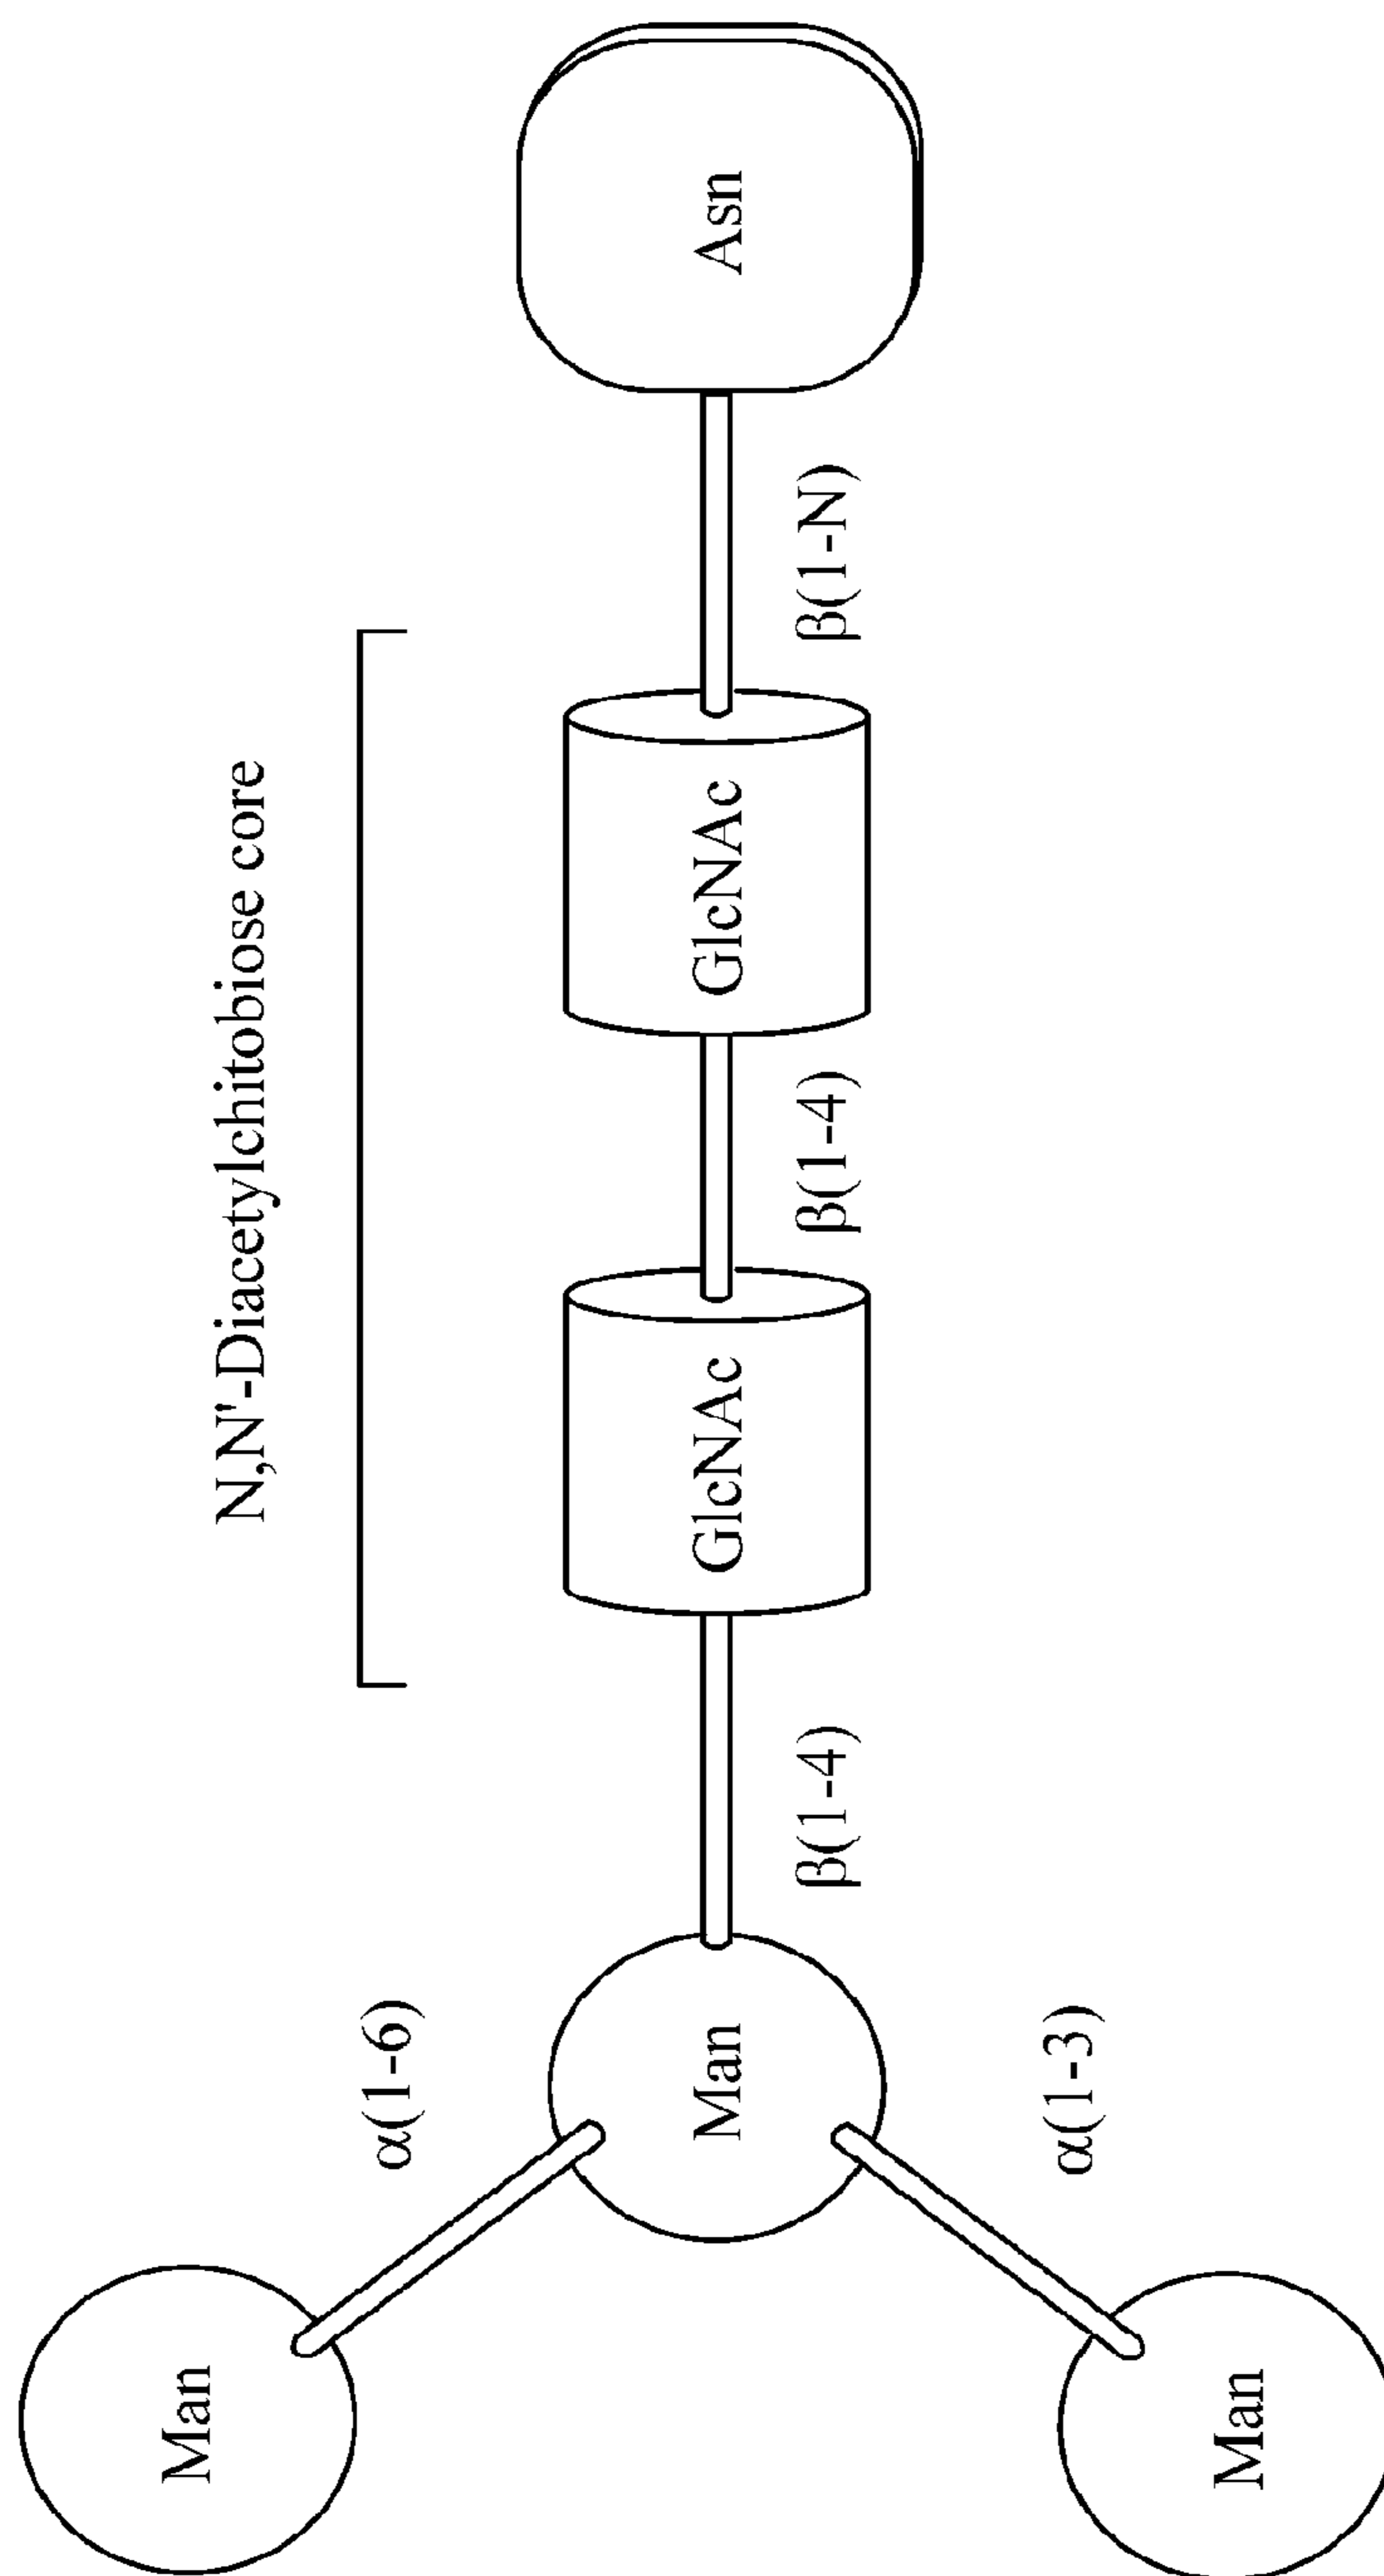 N,N'-Diacetylchitobiose core
Man
α(1-6)
Man
β(1-4)
GlcNAc
β(1-4)
GlcNAc
β(1-N)
Asn
α(1-3)
Man